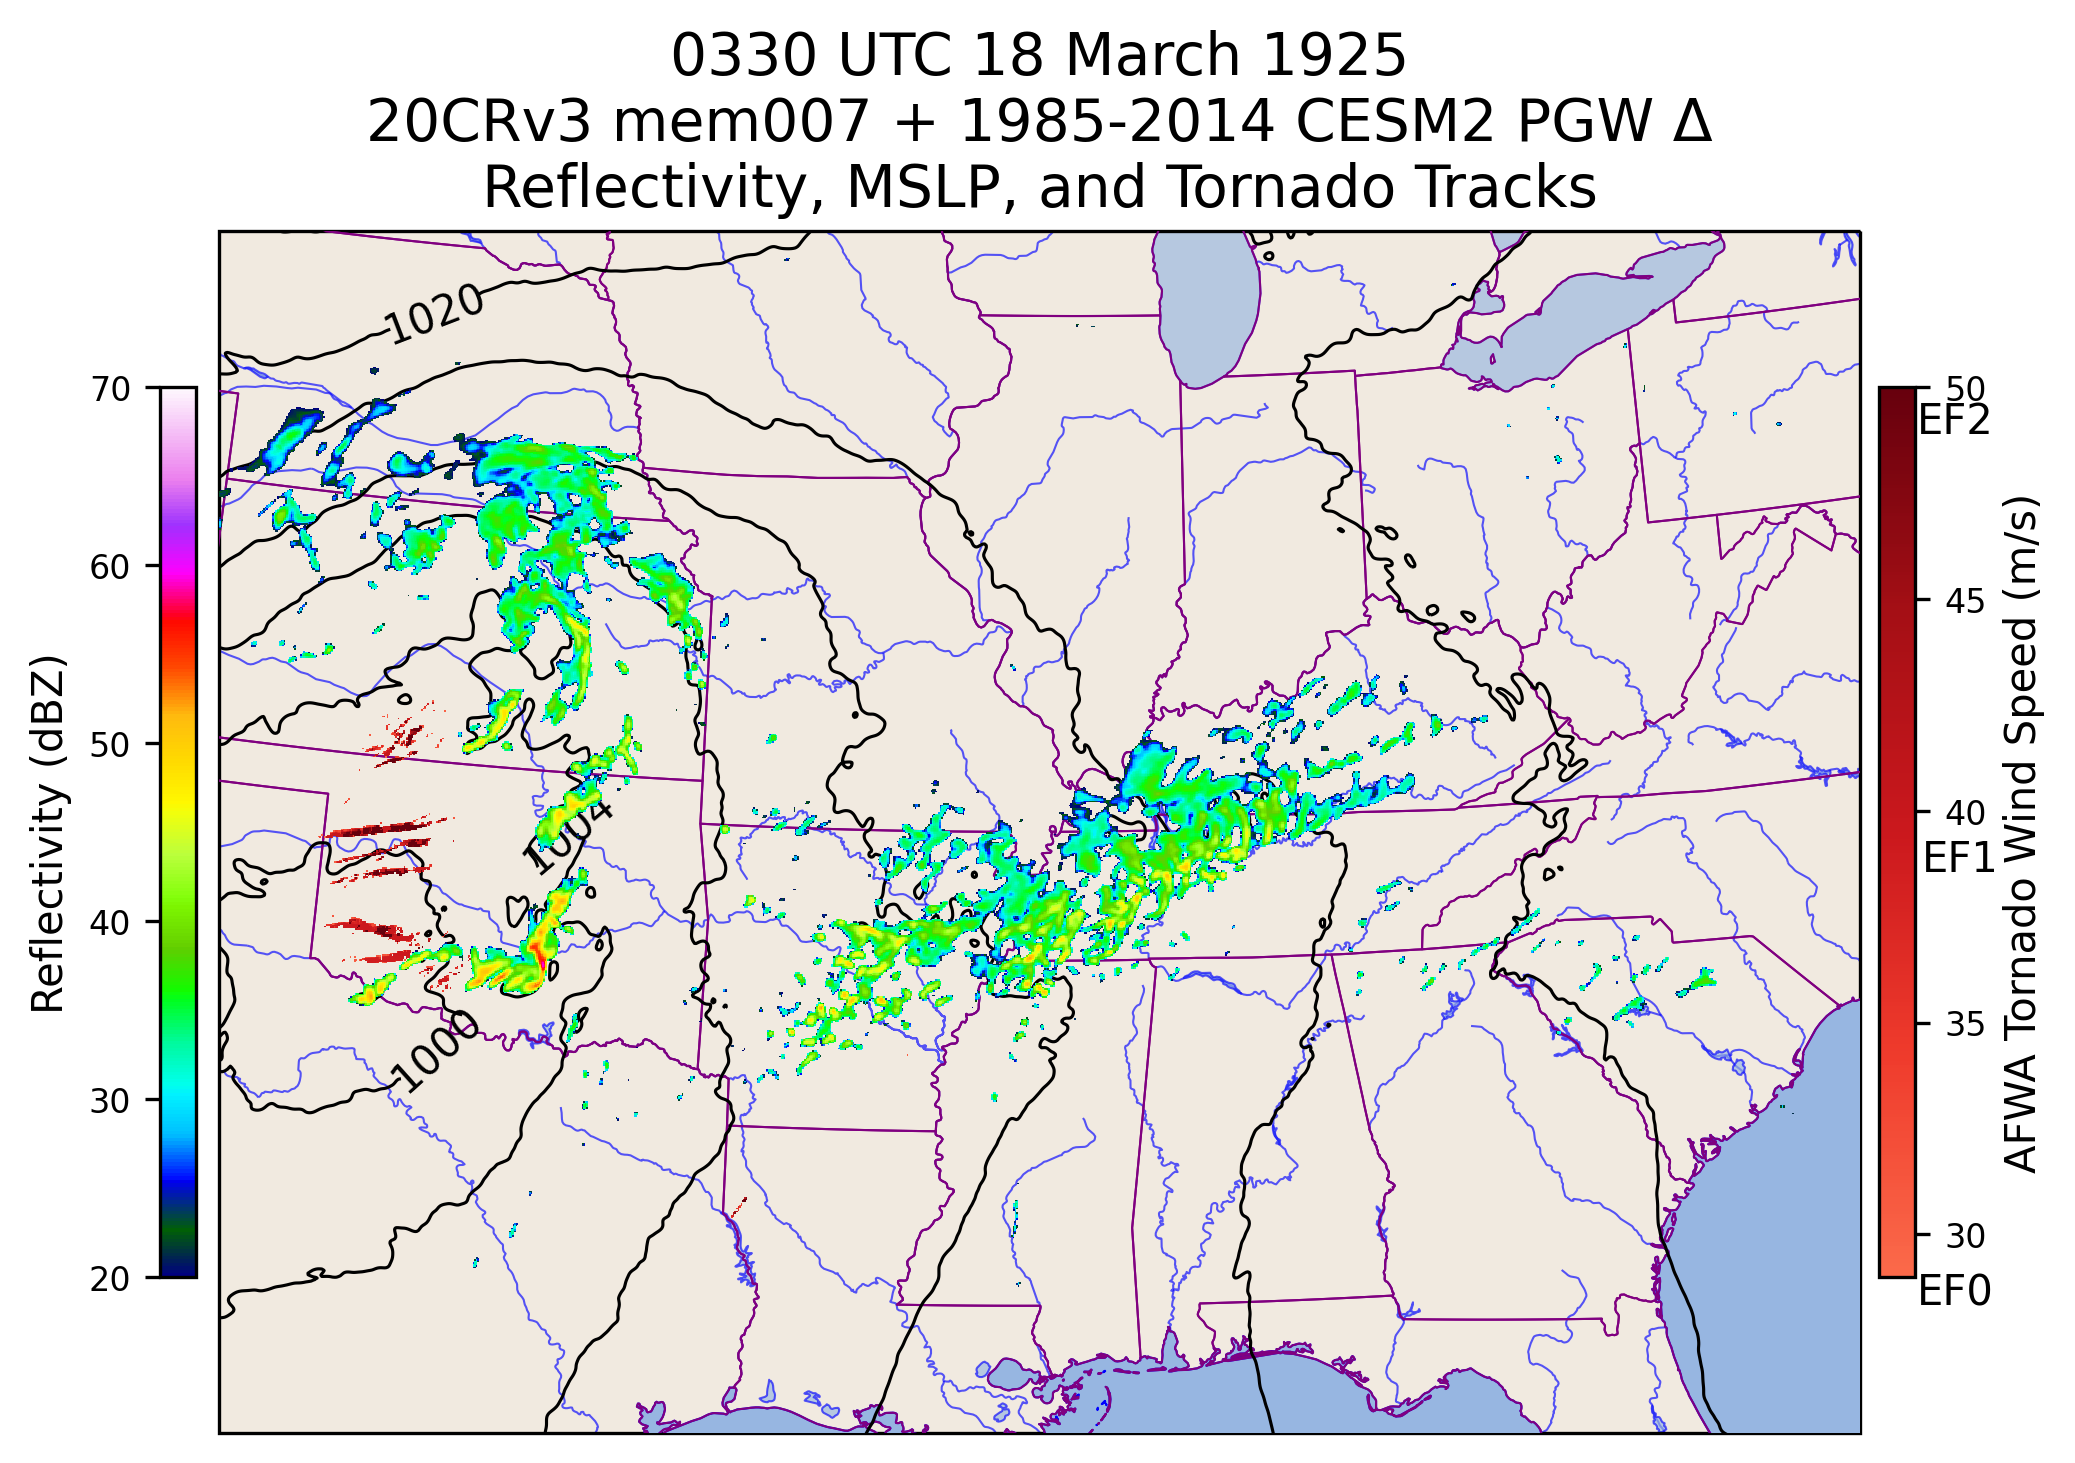 0330 UTC 18 March 1925
20CRv3 mem007 + 1985-2014 CESM2 PGW Δ
Reflectivity, MSLP, and Tornado Tracks
1020
1004
1000
70
60
50
40
30
20
Reflectivity (dBZ)
50
EF2
45
40
EF1
35
30
EF0
AFWA Tornado Wind Speed (m/s)